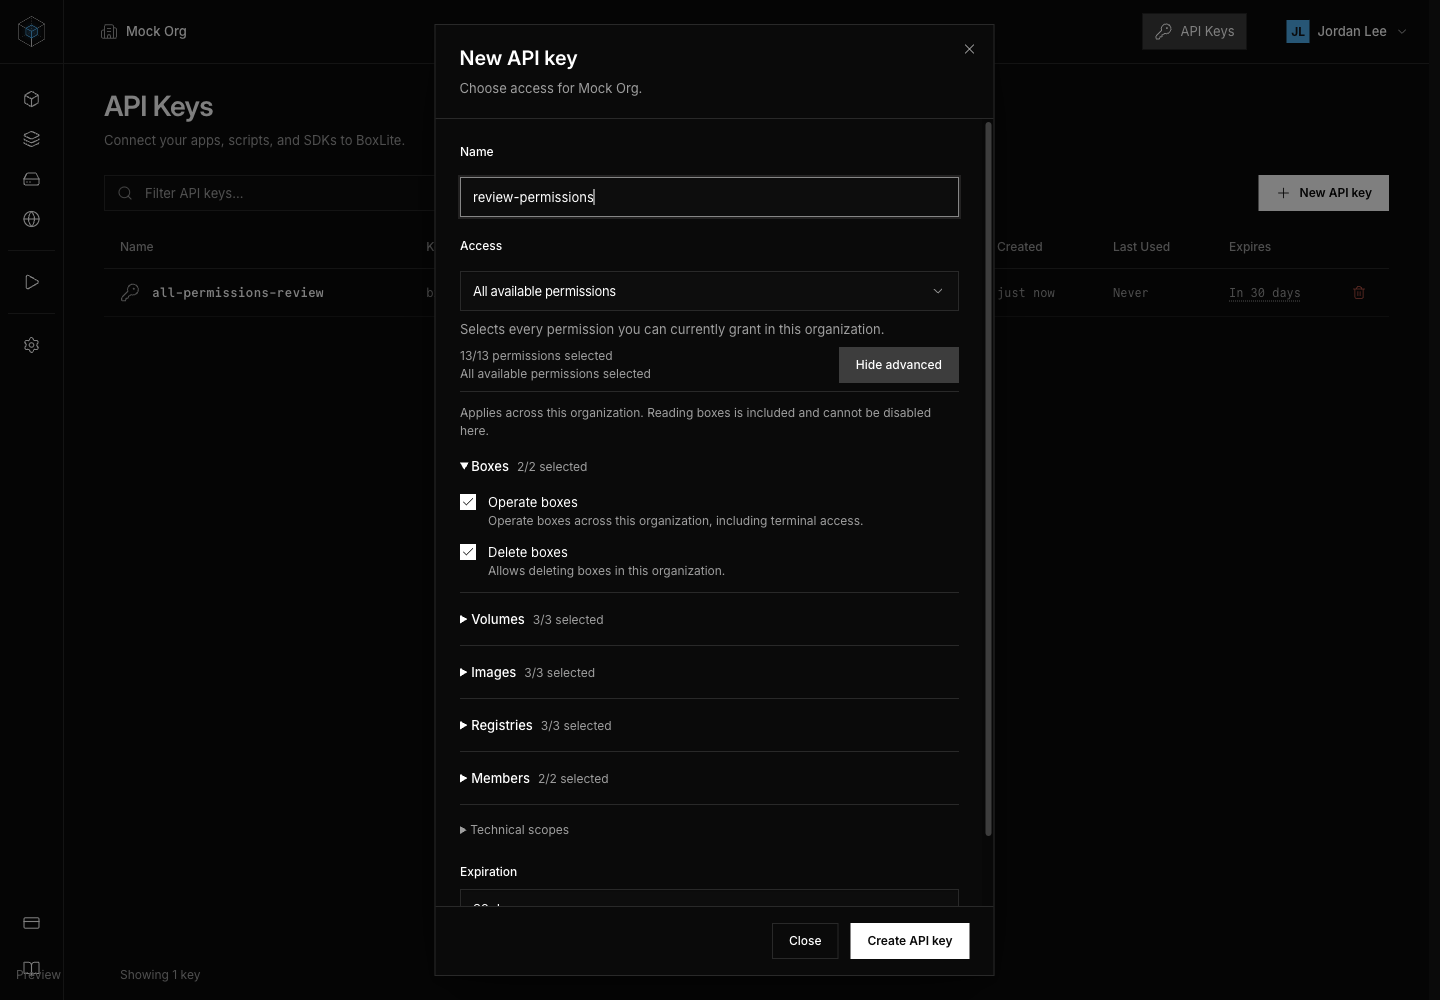 Mock Org
API Keys
JL Jordan Lee
API Keys
Connect your apps, scripts, and SDKs to BoxLite.
Filter API keys...
New API key
Name
Created
Last Used
Expires
all-permissions-review
just now
Never
In 30 days
Preview
Showing 1 key
New API key
Choose access for Mock Org.
Name
review-permissions
Access
All available permissions
Selects every permission you can currently grant in this organization.
13/13 permissions selected
All available permissions selected
Hide advanced
Applies across this organization. Reading boxes is included and cannot be disabled
here.
Boxes 2/2 selected
Operate boxes
Operate boxes across this organization, including terminal access.
Delete boxes
Allows deleting boxes in this organization.
Volumes 3/3 selected
Images 3/3 selected
Registries 3/3 selected
Members 2/2 selected
Technical scopes
Expiration
Close
Create API key